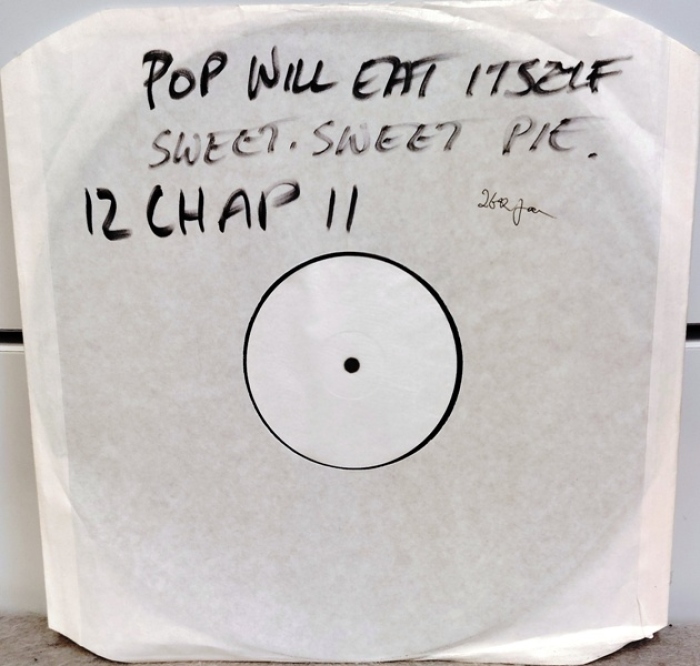 POP WILL EAT ITSELF
SWEET. SWEET PIE.
12 CHAP 11